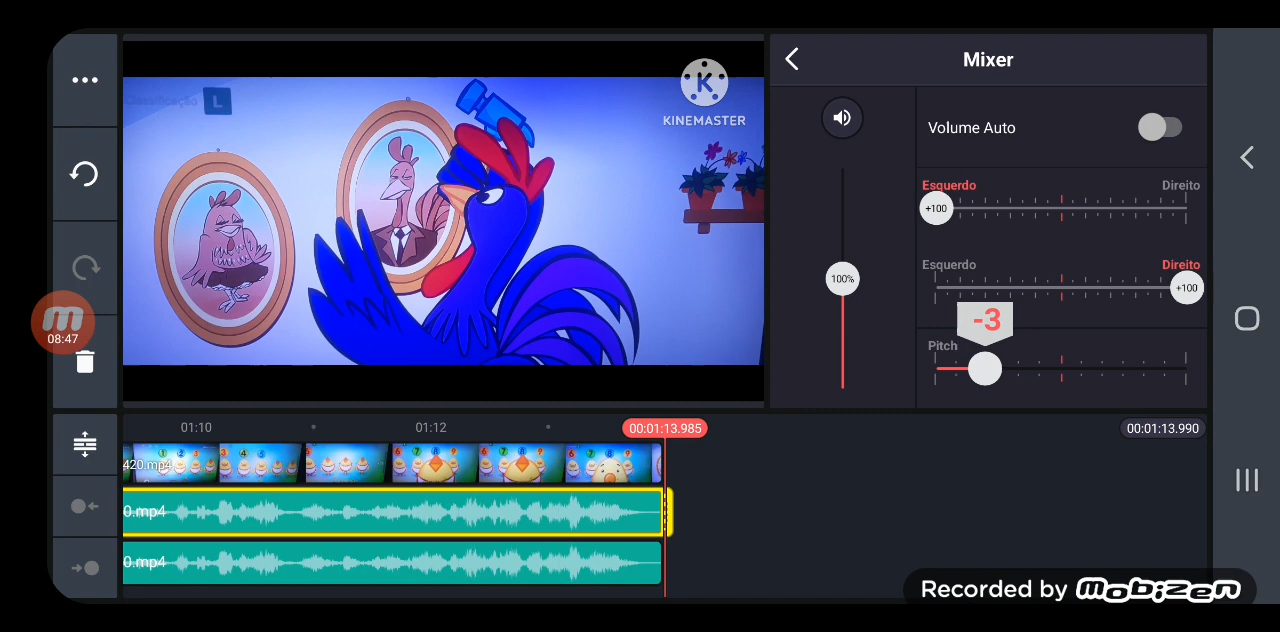 Classificação L
K
KINEMASTER
Mixer
Volume Auto
Esquerdo Direito
+100
Esquerdo Direito
+100
100%
-3
Pitch
08:47
01:10 01:12 00:01:13.985 00:01:13.990
420.mp4
0.mp4
0.mp4
Recorded by mobizen